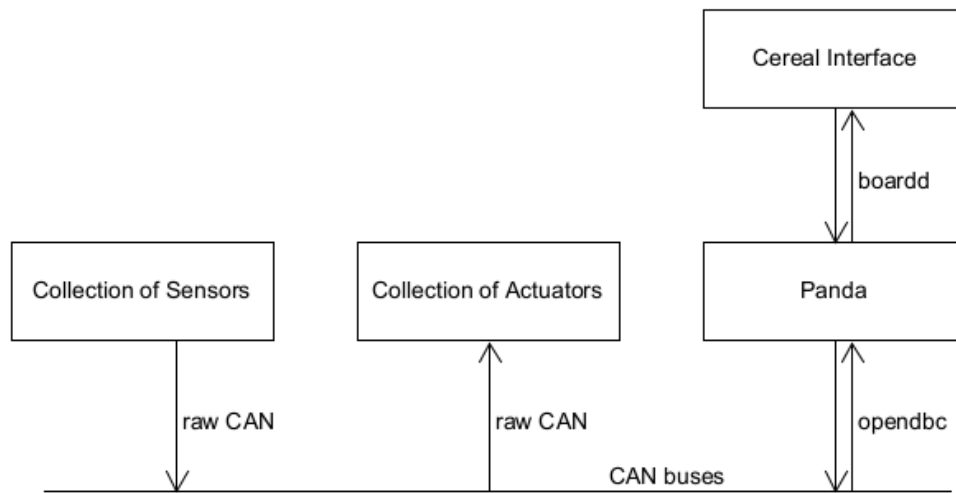 Cereal Interface
boardd
Collection of Sensors
Collection of Actuators
Panda
raw CAN
raw CAN
opendbc
CAN buses